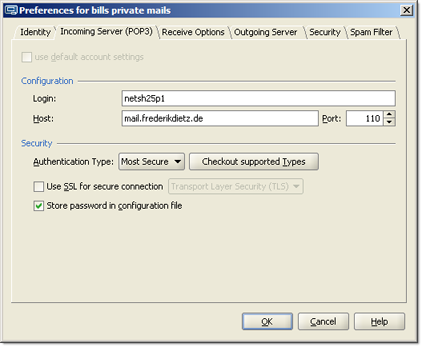 Preferences for bills private mails
Identity Incoming Server (POP3) Receive Options Outgoing Server Security Spam Filter
use default account settings
Configuration
Login: netsh25p1
Host: mail.frederikdietz.de Port: 110
Security
Authentication Type: Most Secure Checkout supported Types
Use SSL for secure connection Transport Layer Security (TLS)
Store password in configuration file
OK Cancel Help